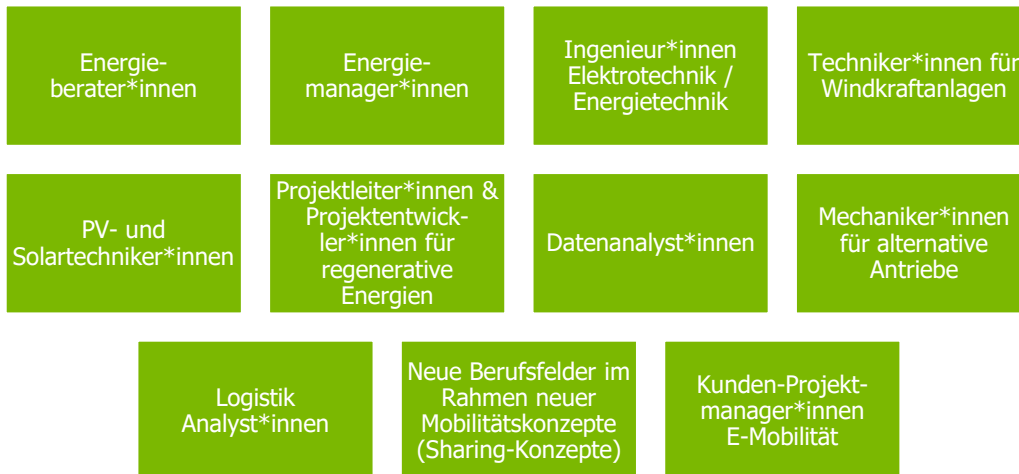 Energie-
berater*innen
Energie-
manager*innen
Ingenieur*innen
Elektrotechnik /
Energietechnik
Techniker*innen für
Windkraftanlagen
PV- und
Solartechniker*innen
Projektleiter*innen &
Projektentwick-
ler*innen für
regenerative
Energien
Datenanalyst*innen
Mechaniker*innen
für alternative
Antriebe
Logistik
Analyst*innen
Neue Berufsfelder im
Rahmen neuer
Mobilitätskonzepte
(Sharing-Konzepte)
Kunden-Projekt-
manager*innen
E-Mobilität